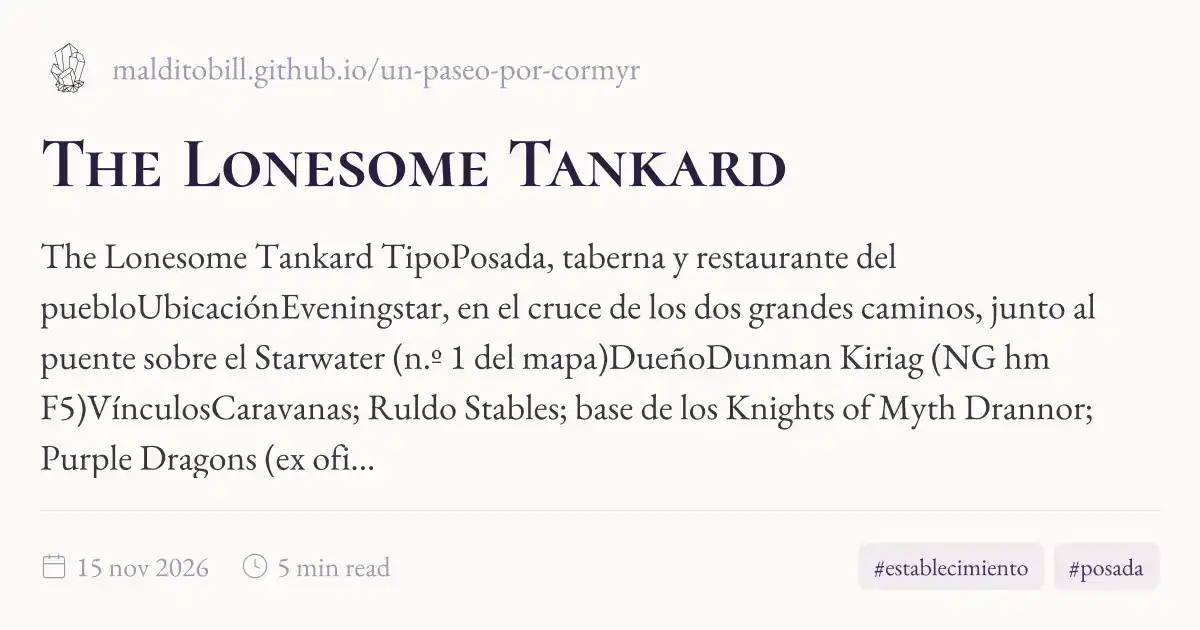 malditobill.github.io/un-paseo-por-cormyr
The Lonesome Tankard
The Lonesome Tankard TipoPosada, taberna y restaurante del
puebloUbicaciónEveningstar, en el cruce de los dos grandes caminos, junto al
puente sobre el Starwater (n.º 1 del mapa)DueñoDunman Kiriag (NG hm
F5)VínculosCaravanas; Ruldo Stables; base de los Knights of Myth Drannor;
Purple Dragons (ex ofi...
15 nov 2026 5 min read #establecimiento #posada